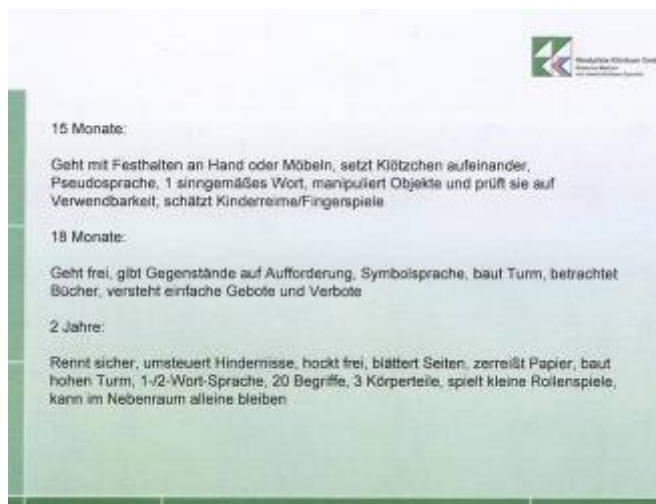 15 Monate:
Geht mit Festhalten an Hand oder Möbeln, setzt Klötzchen aufeinander,
Pseudosprache, 1 sinngemäßes Wort, manipuliert Objekte und prüft sie auf
Verwendbarkeit, schätzt Kinderreime/Fingerspiele
18 Monate:
Geht frei, gibt Gegenstände auf Aufforderung, Symbolsprache, baut Turm, betrachtet
Bücher, versteht einfache Gebote und Verbote
2 Jahre:
Rennt sicher, umsteuert Hindernisse, hockt frei, blättert Seiten, zerreißt Papier, baut
hohen Turm, 1-/2-Wort-Sprache, 20 Begriffe, 3 Körperteile, spielt kleine Rollenspiele,
kann im Nebenraum alleine bleiben